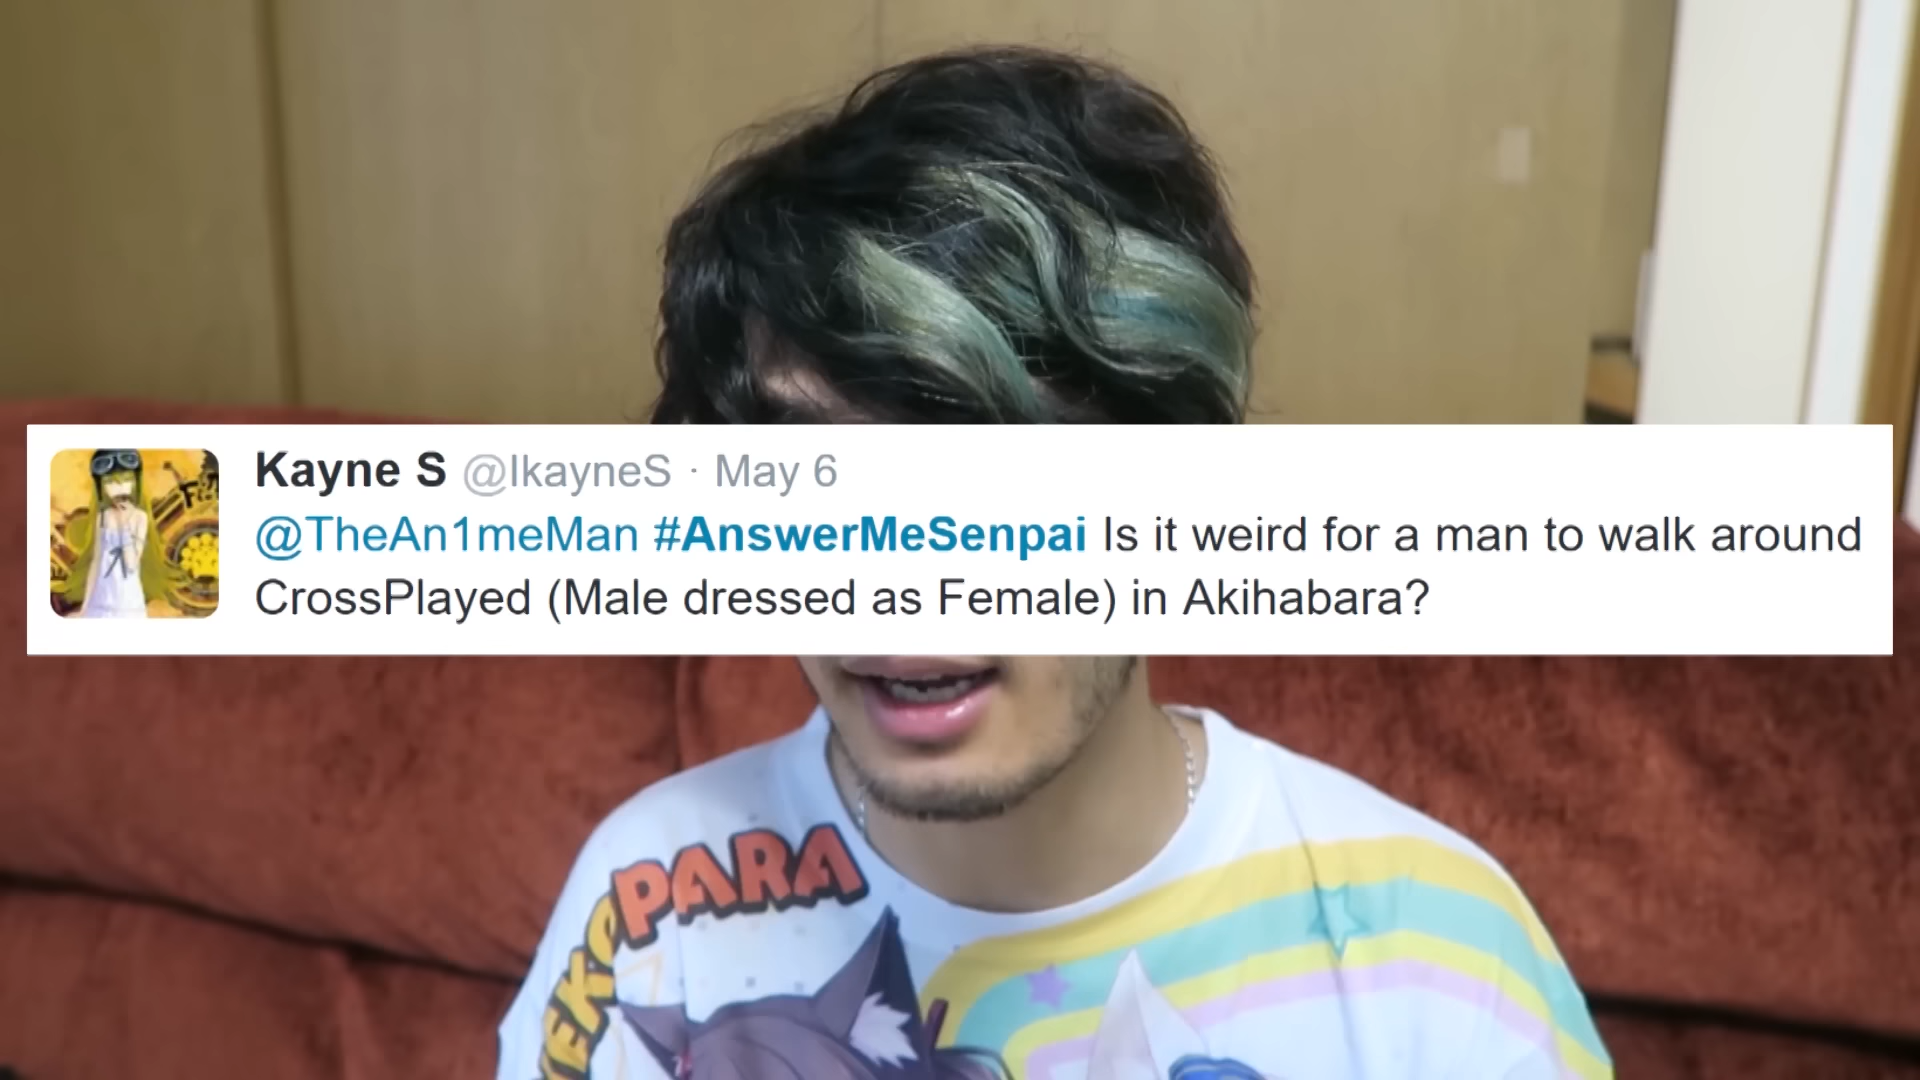 Kayne S @IkayneS · May 6
@TheAn1meMan #AnswerMeSenpai Is it weird for a man to walk around
CrossPlayed (Male dressed as Female) in Akihabara?
PARA